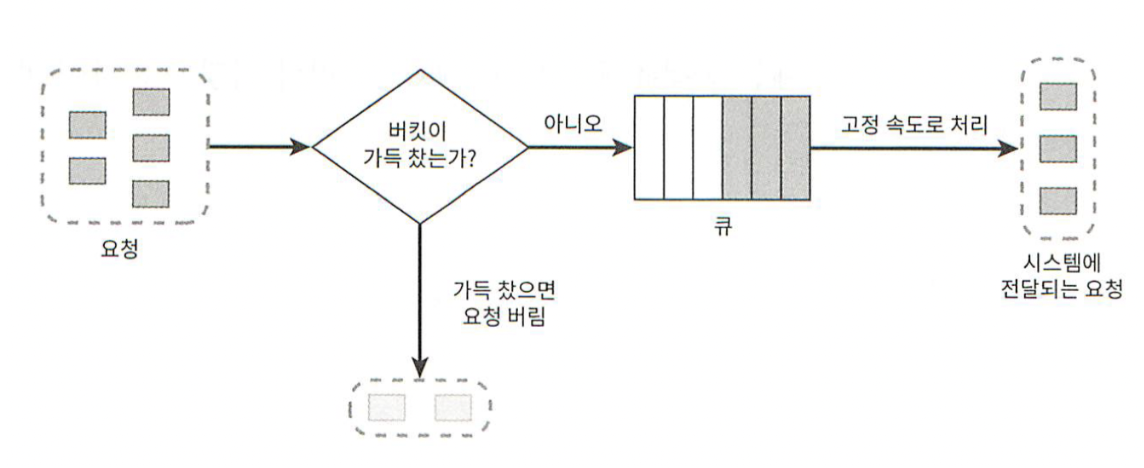 요청
버킷이
가득 찼는가?
아니오
가득 찼으면
요청 버림
큐
고정 속도로 처리
시스템에
전달되는 요청